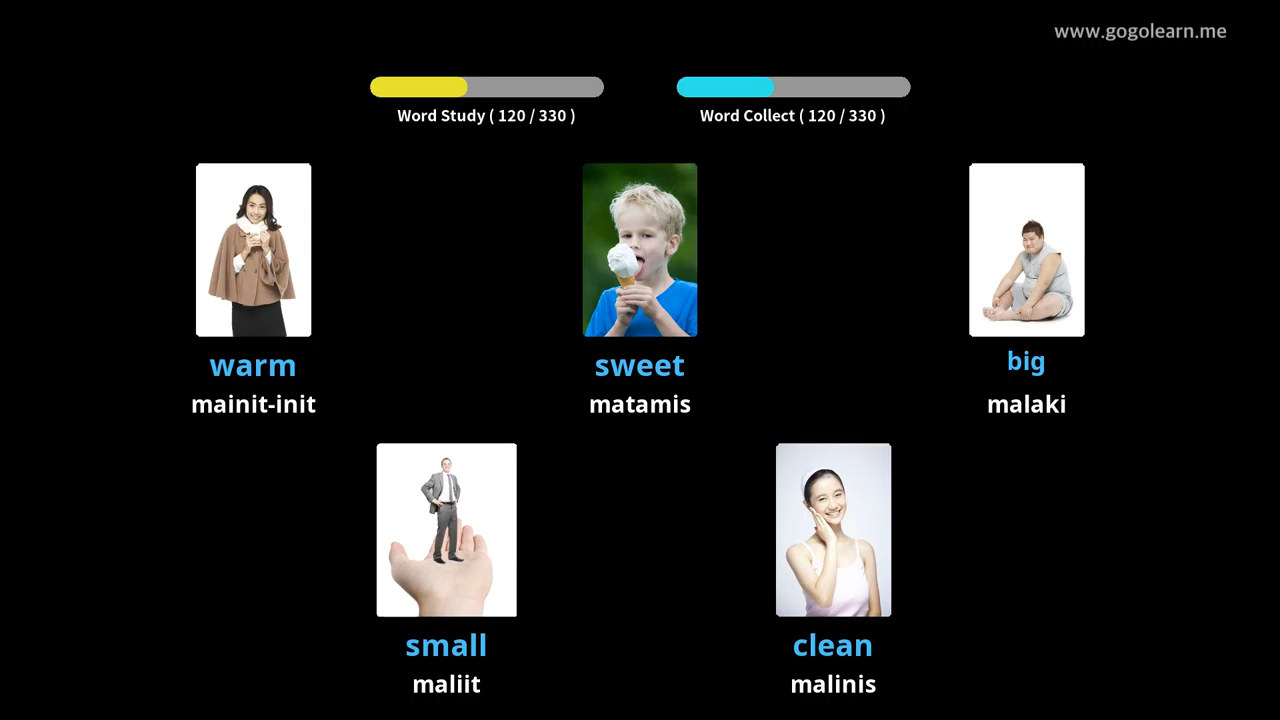 www.gogolearn.me
Word Study ( 120 / 330 )
Word Collect ( 120 / 330 )
warm
mainit-init
sweet
matamis
big
malaki
small
maliit
clean
malinis